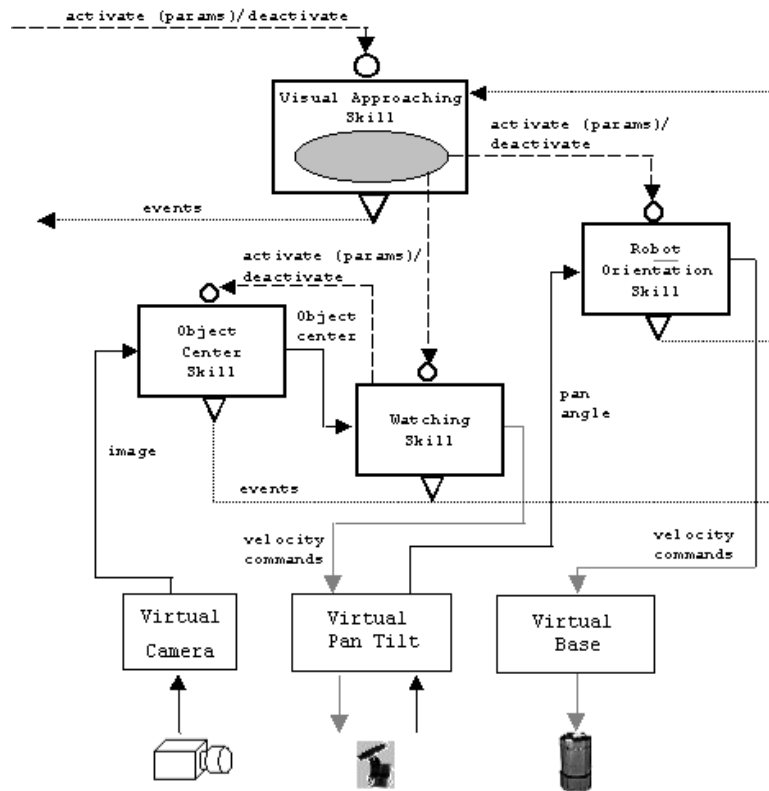 activate (params)/deactivate
Visual Approaching
Skill
activate (params)/
deactivate
events
Robot
Orientation
Skill
activate (params)/
deactivate
Object
Center
Skill
Object
center
pan
angle
Watching
Skill
image
events
velocity
commands
velocity
commands
Virtual
Camera
Virtual
Pan Tilt
Virtual
Base